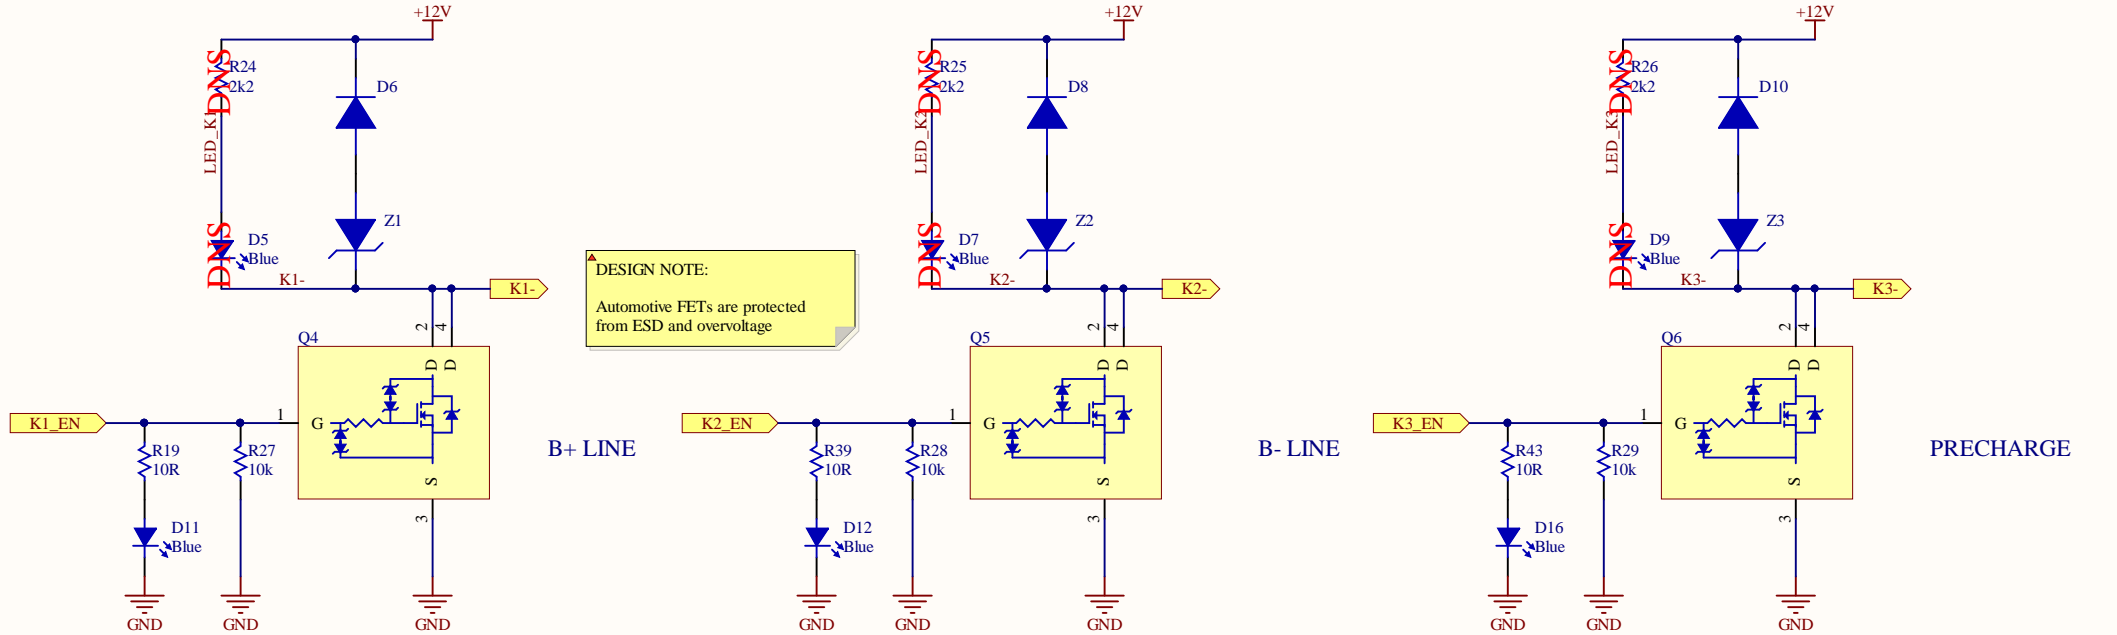 +12V
DNS
R24
2k2
D6
LED_K1
DNS
D5
Blue
Z1
K1-
K1-
2
4
Q4
D
D
G
S
1
3
K1_EN
R19
10R
R27
10k
D11
Blue
GND
GND
GND
B+ LINE
DESIGN NOTE:
Automotive FETs are protected
from ESD and overvoltage
+12V
DNS
R25
2k2
D8
LED_K2
DNS
D7
Blue
Z2
K2-
K2-
2
4
Q5
D
D
G
S
1
3
K2_EN
R39
10R
R28
10k
D12
Blue
GND
GND
GND
B- LINE
+12V
DNS
R26
2k2
D10
LED_K3
DNS
D9
Blue
Z3
K3-
K3-
2
4
Q6
D
D
G
S
1
3
K3_EN
R43
10R
R29
10k
D16
Blue
GND
GND
GND
PRECHARGE